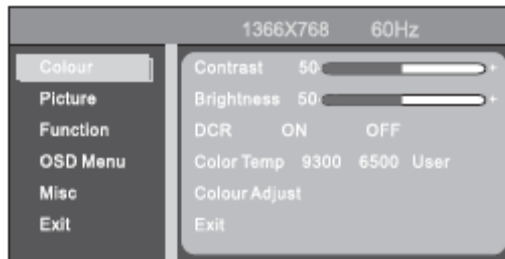 1366X768 60Hz
Colour
Picture
Function
OSD Menu
Misc
Exit
Contrast 50 +
Brightness 50 +
DCR ON OFF
Color Temp 9300 6500 User
Colour Adjust
Exit